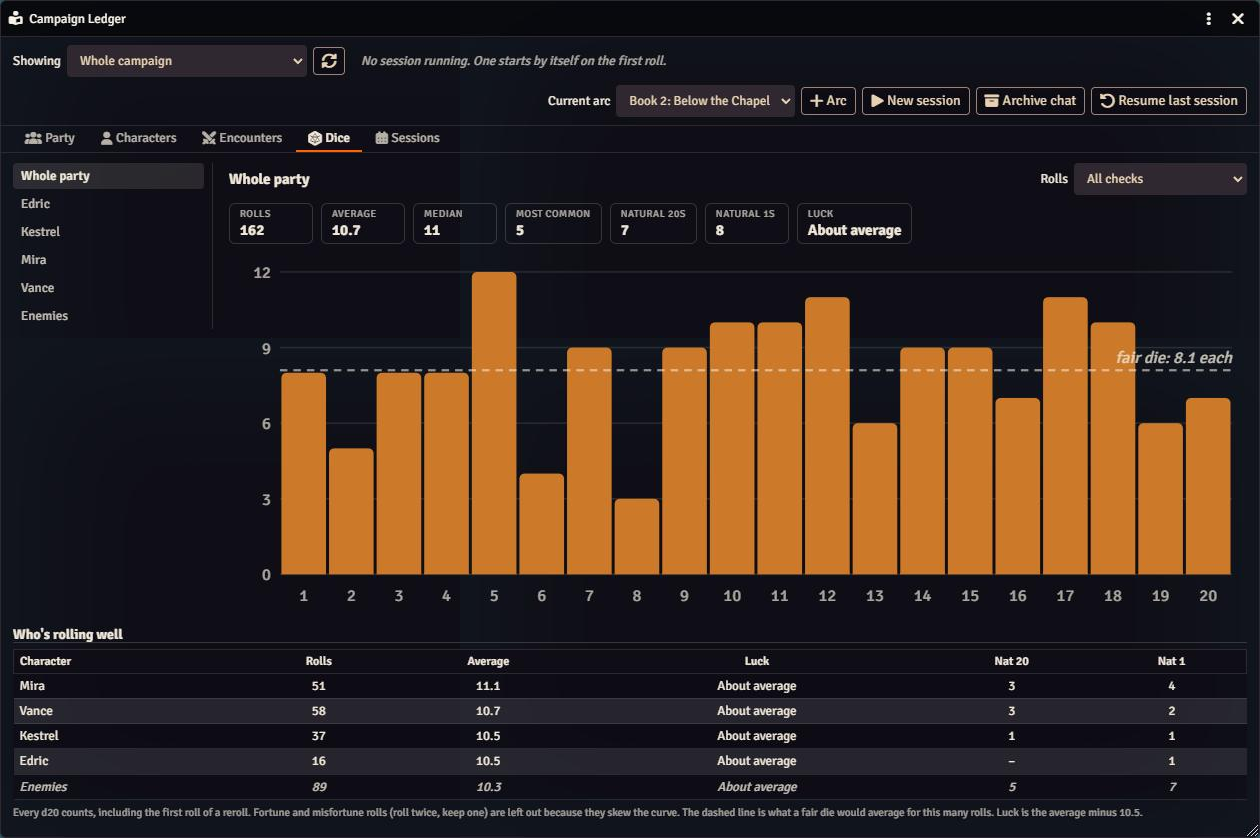 Campaign Ledger
Showing Whole campaign No session running. One starts by itself on the first roll.
Current arc Book 2: Below the Chapel + Arc New session Archive chat Resume last session
Party Characters Encounters Dice Sessions
Whole party
Edric
Kestrel
Mira
Vance
Enemies
Whole party Rolls All checks
ROLLS AVERAGE MEDIAN MOST COMMON NATURAL 20S NATURAL 1S LUCK
162 10.7 11 5 7 8 About average
12
9
6
3
0
fair die: 8.1 each
1 2 3 4 5 6 7 8 9 10 11 12 13 14 15 16 17 18 19 20
Who's rolling well
Character Rolls Average Luck Nat 20 Nat 1
Mira 51 11.1 About average 3 4
Vance 58 10.7 About average 3 2
Kestrel 37 10.5 About average 1 1
Edric 16 10.5 About average – 1
Enemies 89 10.3 About average 5 7
Every d20 counts, including the first roll of a reroll. Fortune and misfortune rolls (roll twice, keep one) are left out because they skew the curve. The dashed line is what a fair die would average for this many rolls. Luck is the average minus 10.5.